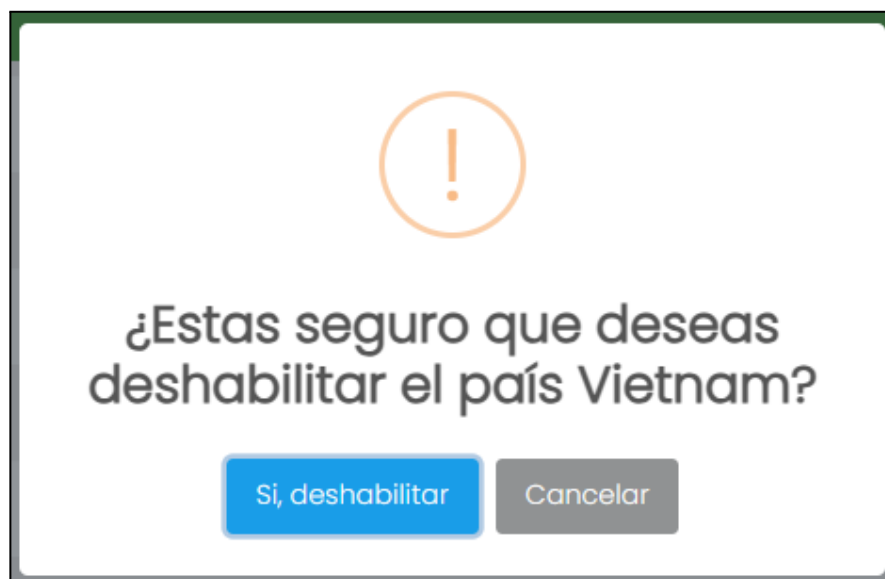 ¿Estas seguro que deseas
deshabilitar el país Vietnam?
Si, deshabilitar
Cancelar